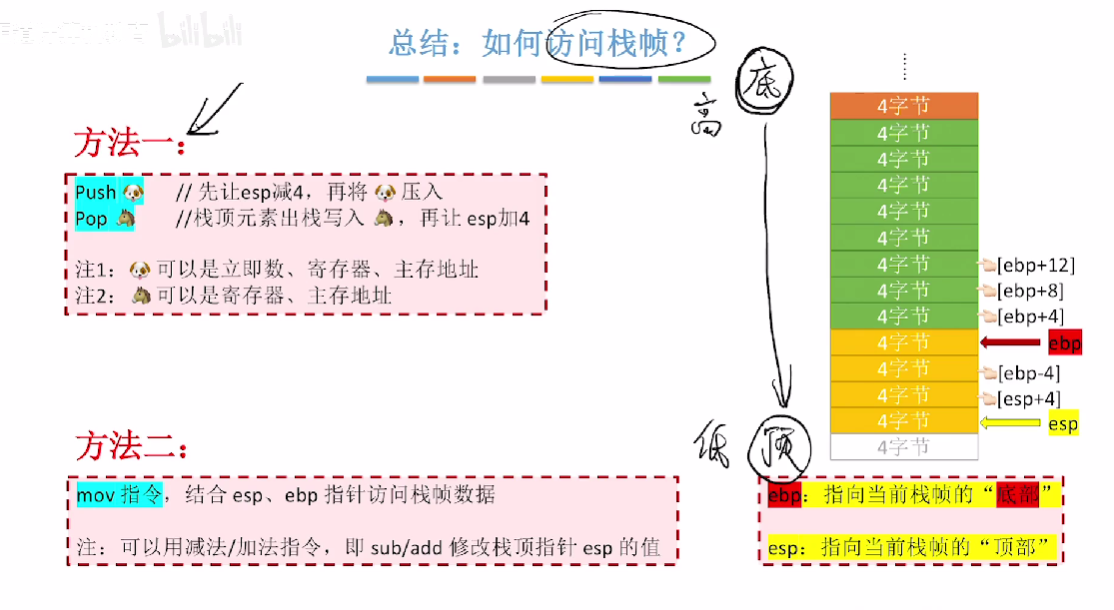 bilibili
总结：如何访问栈帧？
底
高
方法一：
Push 🐶 // 先让esp减4，再将 🐶 压入
Pop 🐴 //栈顶元素出栈写入 🐴 ，再让 esp加4
注1：🐶 可以是立即数、寄存器、主存地址
注2：🐴 可以是寄存器、主存地址
4字节
4字节
4字节
4字节
4字节
4字节
4字节 [ebp+12]
4字节 [ebp+8]
4字节 [ebp+4]
4字节 ebp
4字节 [ebp-4]
4字节 [esp+4]
4字节 esp
4字节
低
顶
方法二：
mov 指令，结合 esp、ebp 指针访问栈帧数据
注：可以用减法/加法指令，即 sub/add 修改栈顶指针 esp 的值
ebp：指向当前栈帧的“底部”
esp：指向当前栈帧的“顶部”